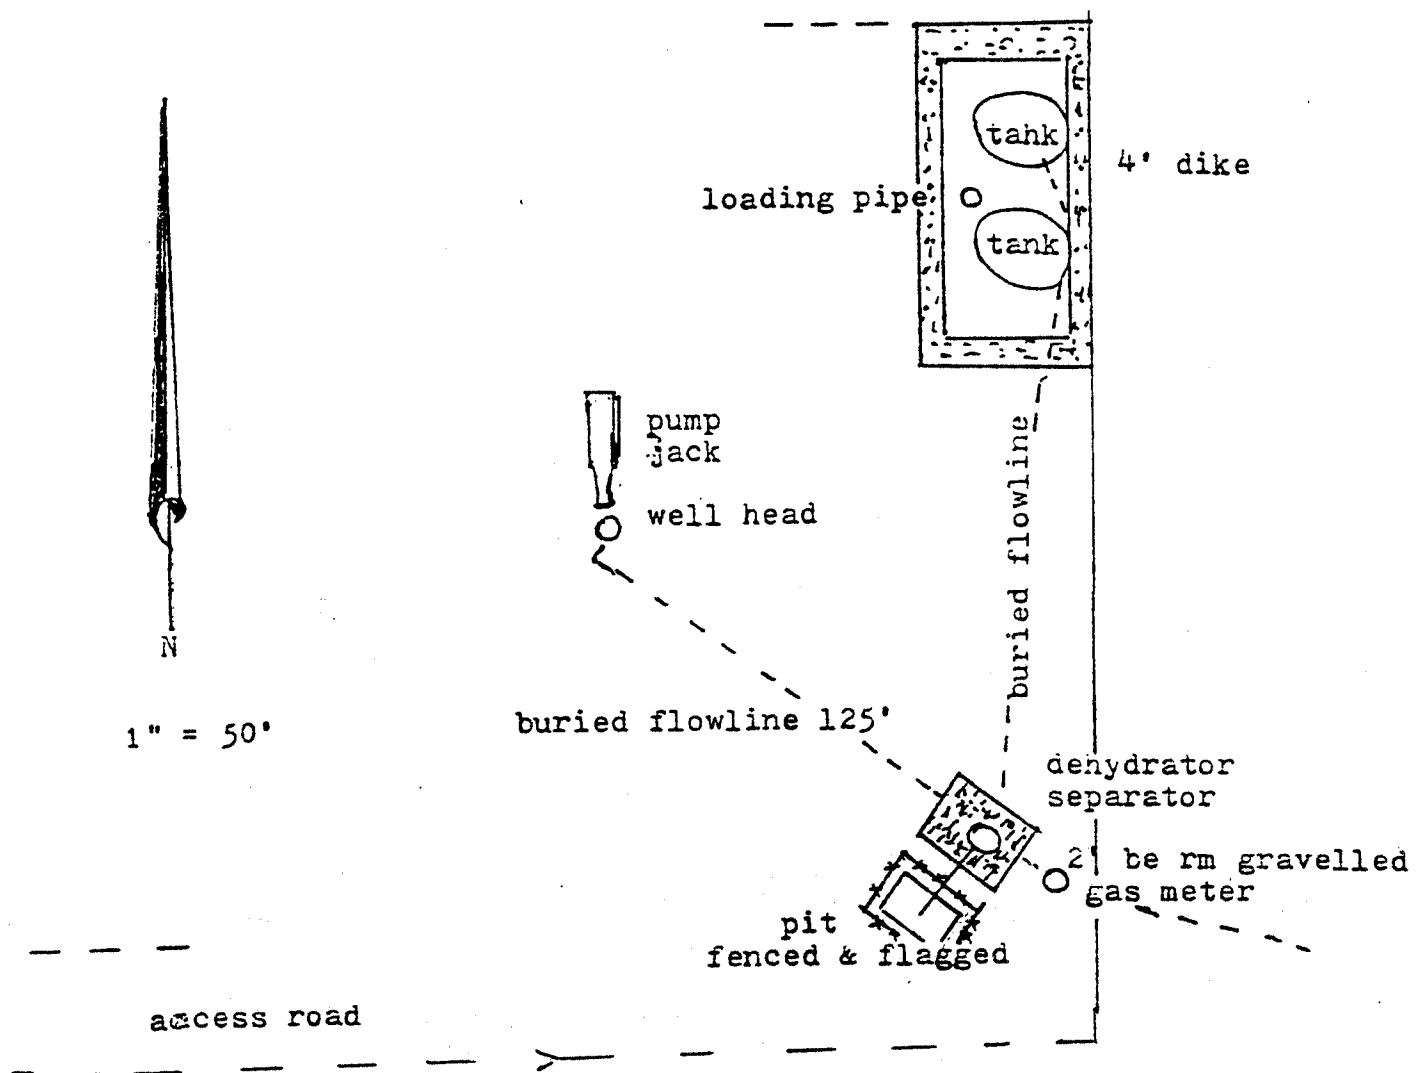 tahk
4' dike
loading pipe
tank
pump
jack
well head
buried flowline
N
1" = 50'
buried flowline 125'
dehydrator
separator
2' be rm gravelled
gas meter
pit
fenced & flagged
access road